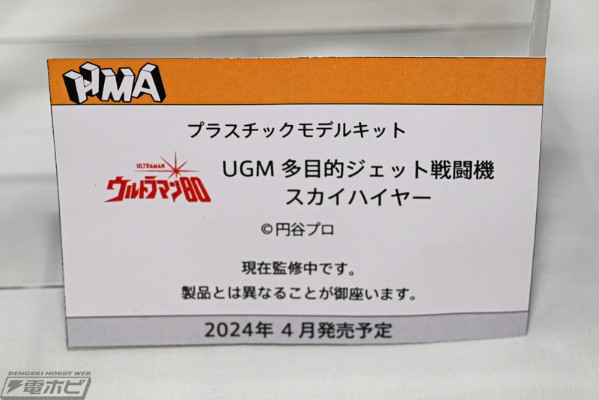 HMA
プラスチックモデルキット
ULTRAMAN
ウルトラマン80
UGM 多目的ジェット戦闘機
スカイハイヤー
©円谷プロ
現在監修中です。
製品とは異なることが御座います。
2024年 4月発売予定
DENGEKI HOBBY WEB
電ホビ